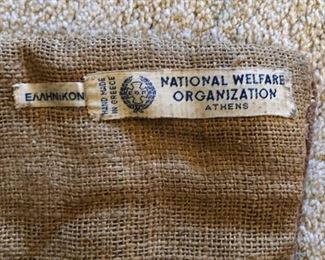 ΕΛΛΗΝΙΚΟΝ
HAND MADE
IN GREECE
NATIONAL WELFARE
ORGANIZATION
ATHENS